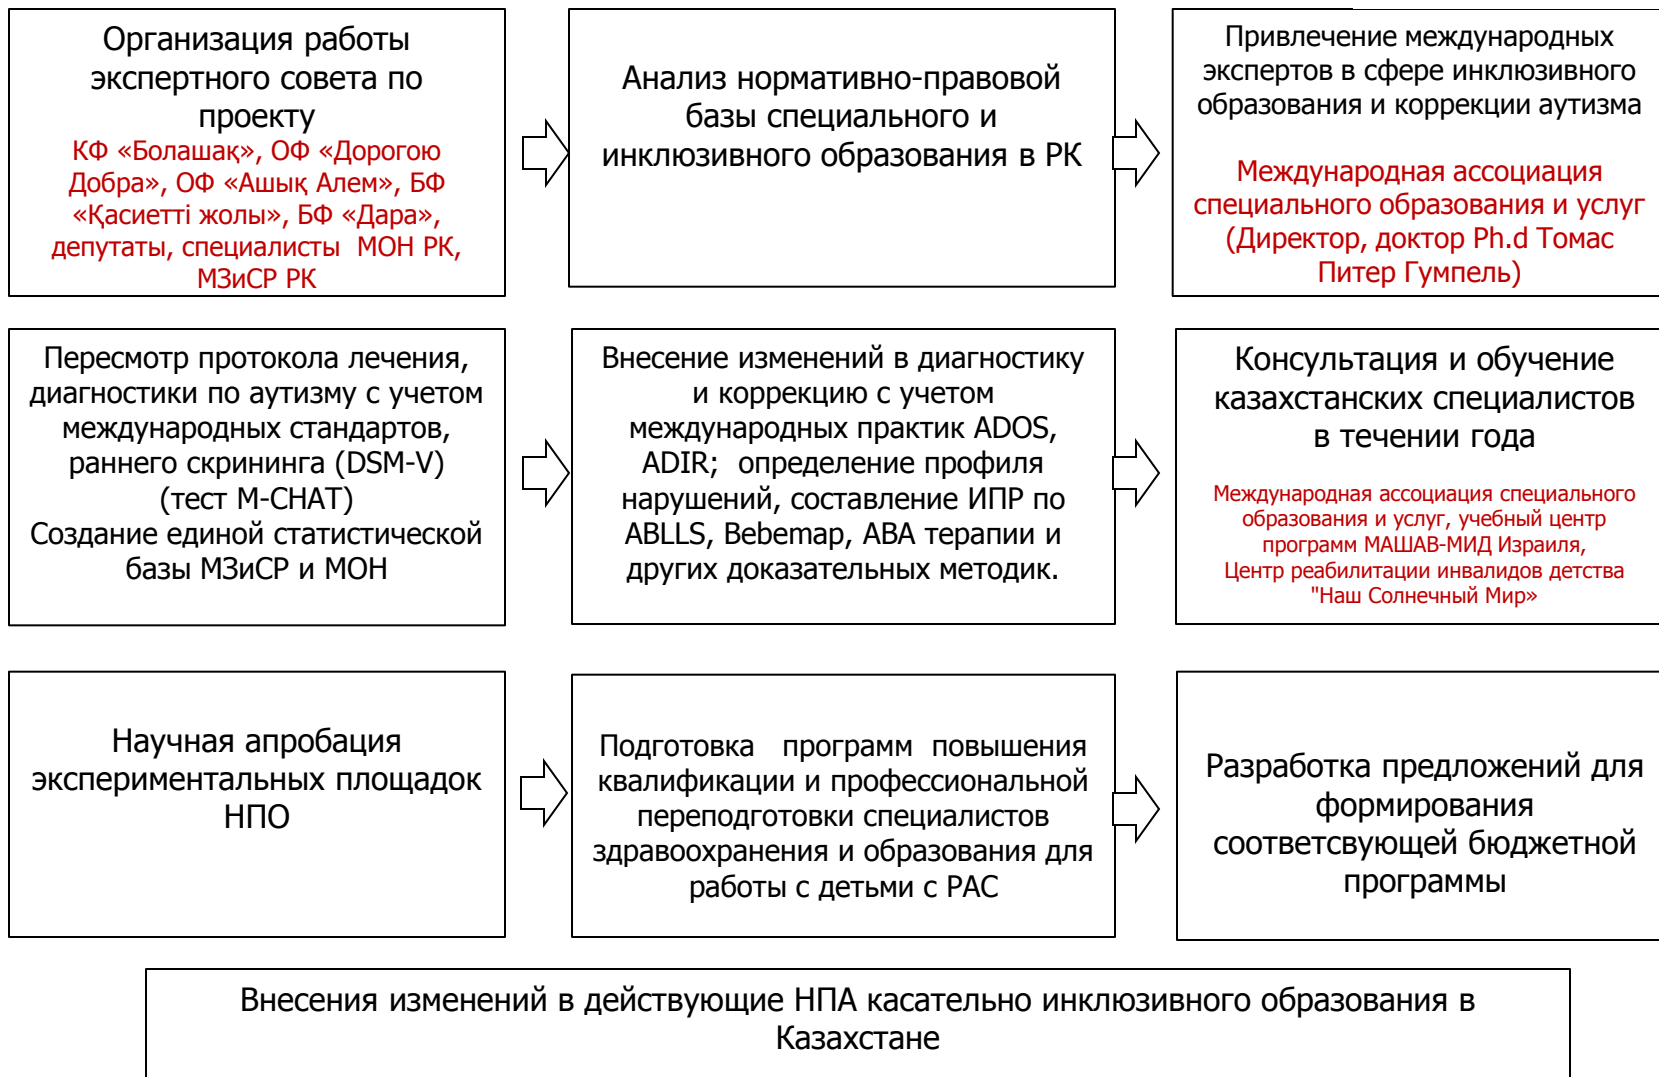 Организация работы
экспертного совета по
проекту
КФ «Болашақ», ОФ «Дорогою
Добра», ОФ «Ашық Алем», БФ
«Қасиетті жолы», БФ «Дара»,
депутаты, специалисты МОН РК,
МЗиСР РК
Анализ нормативно-правовой
базы специального и
инклюзивного образования в РК
Привлечение международных
экспертов в сфере инклюзивного
образования и коррекции аутизма
Международная ассоциация
специального образования и услуг
(Директор, доктор Ph.d Томас
Питер Гумпель)
Пересмотр протокола лечения,
диагностики по аутизму с учетом
международных стандартов,
раннего скрининга (DSM-V)
(тест M-CHAT)
Создание единой статистической
базы МЗиСР и МОН
Внесение изменений в диагностику
и коррекцию с учетом
международных практик ADOS,
ADIR; определение профиля
нарушений, составление ИПР по
ABLLS, Bebemap, АВА терапии и
других доказательных методик.
Консультация и обучение
казахстанских специалистов
в течении года
Международная ассоциация специального
образования и услуг, учебный центр
программ МАШАВ-МИД Израиля,
Центр реабилитации инвалидов детства
"Наш Солнечный Мир»
Научная апробация
экспериментальных площадок
НПО
Подготовка программ повышения
квалификации и профессиональной
переподготовки специалистов
здравоохранения и образования для
работы с детьми с РАС
Разработка предложений для
формирования
соответсвующей бюджетной
программы
Внесения изменений в действующие НПА касательно инклюзивного образования в
Казахстане